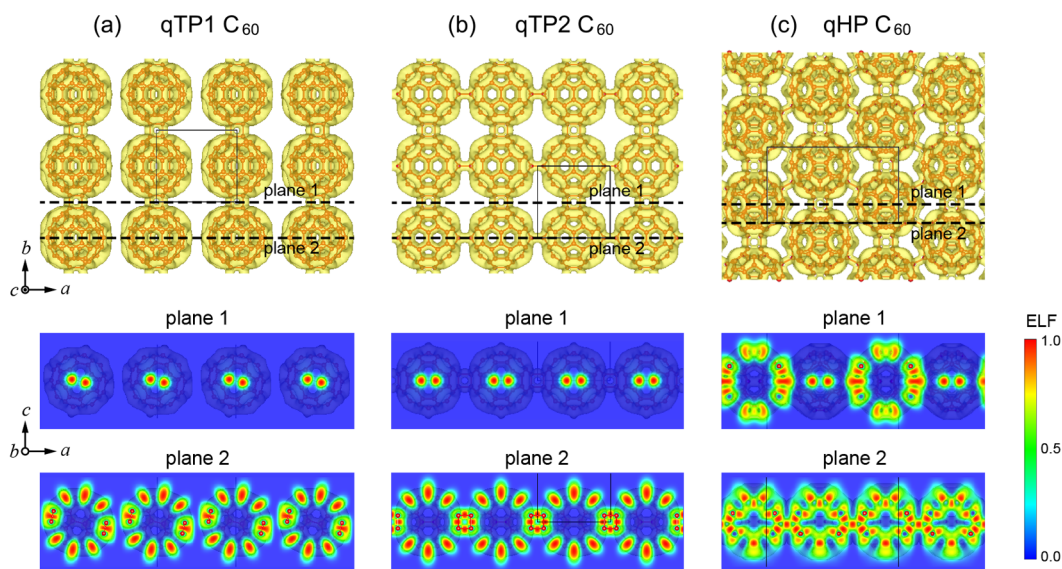 (a) qTP1 C₆₀
(b) qTP2 C₆₀
(c) qHP C₆₀
plane 1
plane 2
plane 1
plane 2
plane 1
plane 2
b
c
a
plane 1
plane 1
plane 1
ELF
1.0
0.5
0.0
c
b
a
plane 2
plane 2
plane 2